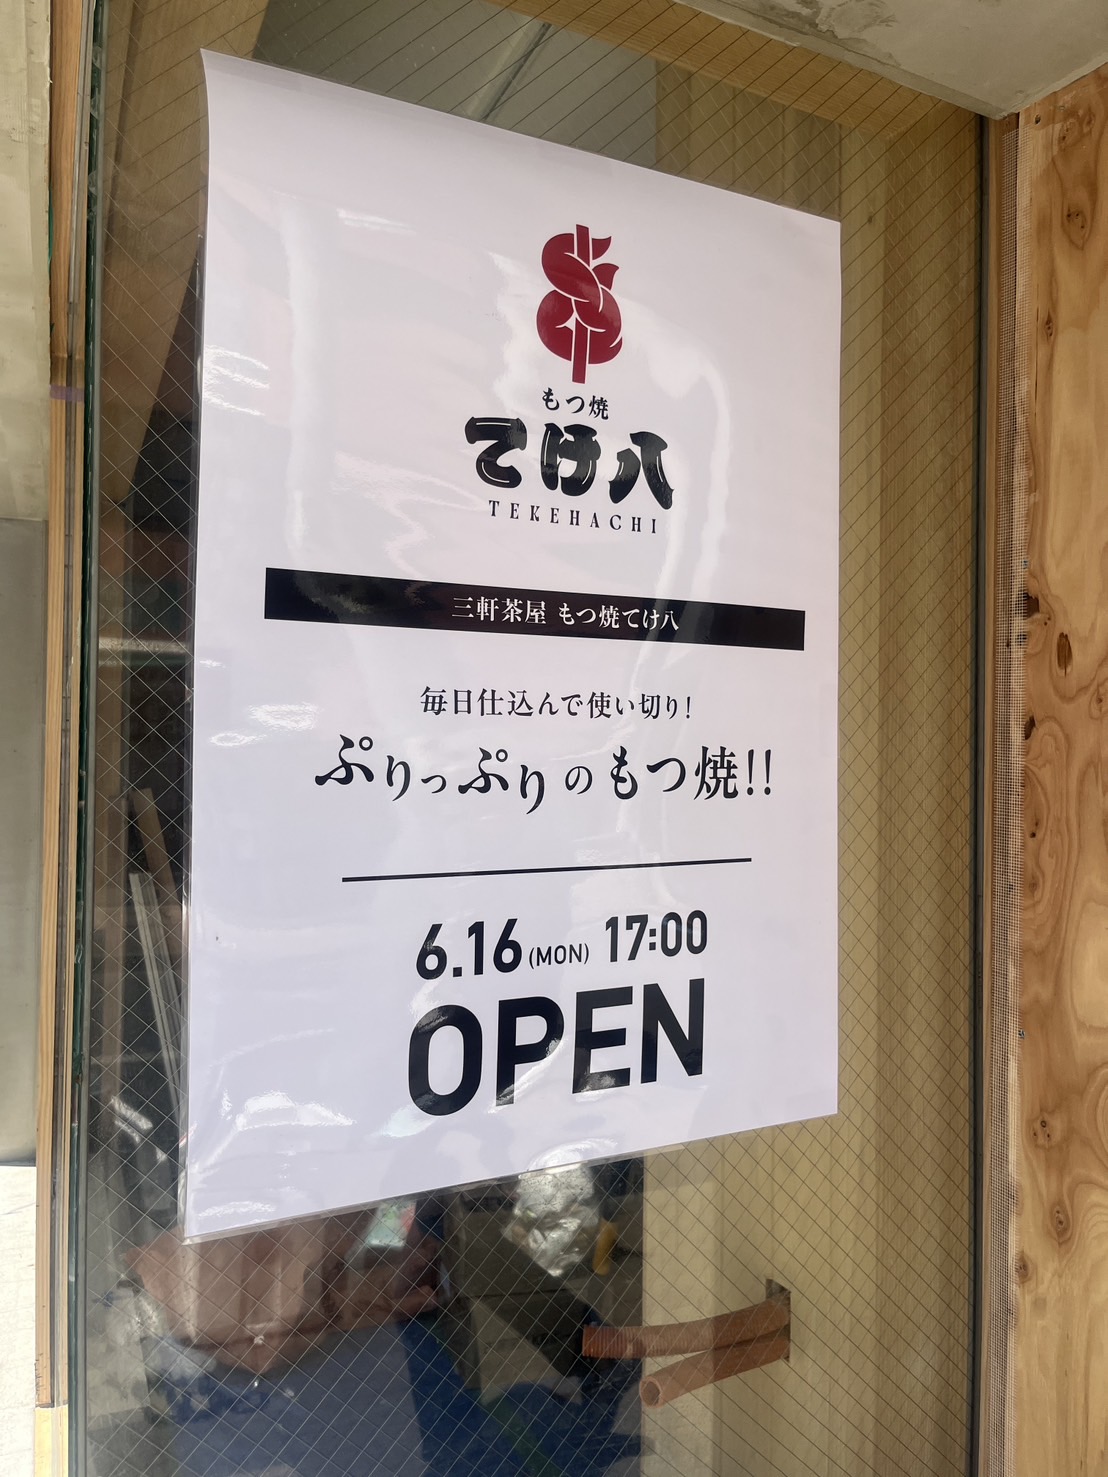 もつ焼
てけ八
TEKEHACHI
三軒茶屋 もつ焼てけ八
毎日仕込んで使い切り!
ぷりっぷりのもつ焼!!
6.16(MON) 17:00
OPEN